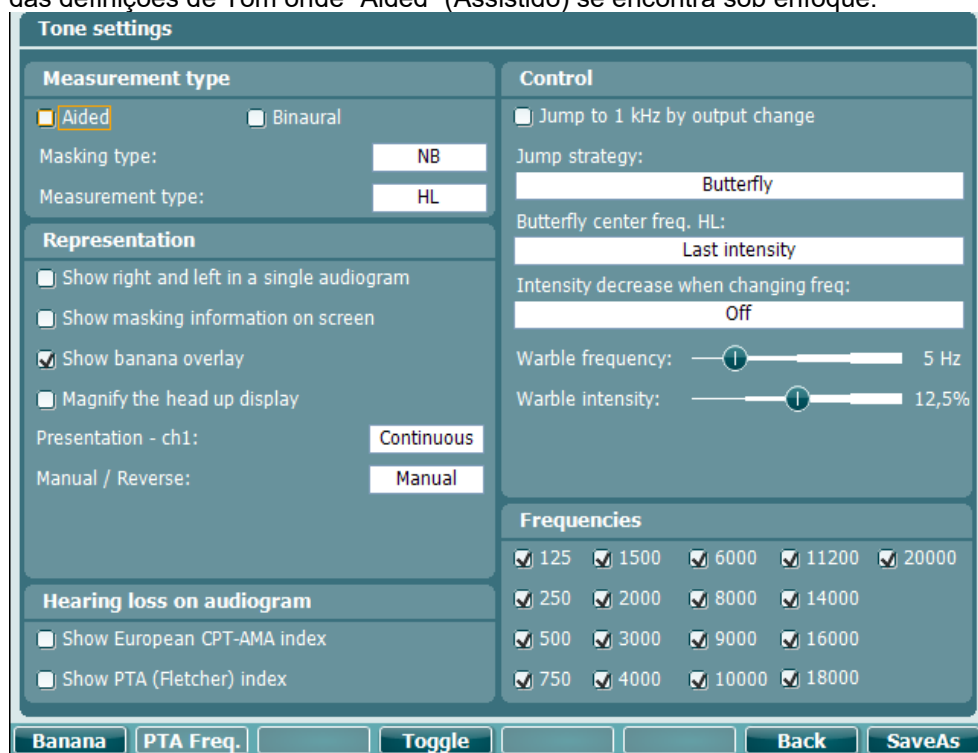 das definições de Tom onde "Aided" (Assistido) se encontra sob enfoque.
Tone settings
Measurement type
Aided
Binaural
Masking type:
NB
Measurement type:
HL
Representation
Show right and left in a single audiogram
Show masking information on screen
Show banana overlay
Magnify the head up display
Presentation - ch1:
Continuous
Manual / Reverse:
Manual
Hearing loss on audiogram
Show European CPT-AMA index
Show PTA (Fletcher) index
Control
Jump to 1 kHz by output change
Jump strategy:
Butterfly
Butterfly center freq. HL:
Last intensity
Intensity decrease when changing freq:
Off
Warble frequency:
5 Hz
Warble intensity:
12,5%
Frequencies
125 1500 6000 11200 20000
250 2000 8000 14000
500 3000 9000 16000
750 4000 10000 18000
Banana PTA Freq. Toggle Back SaveAs